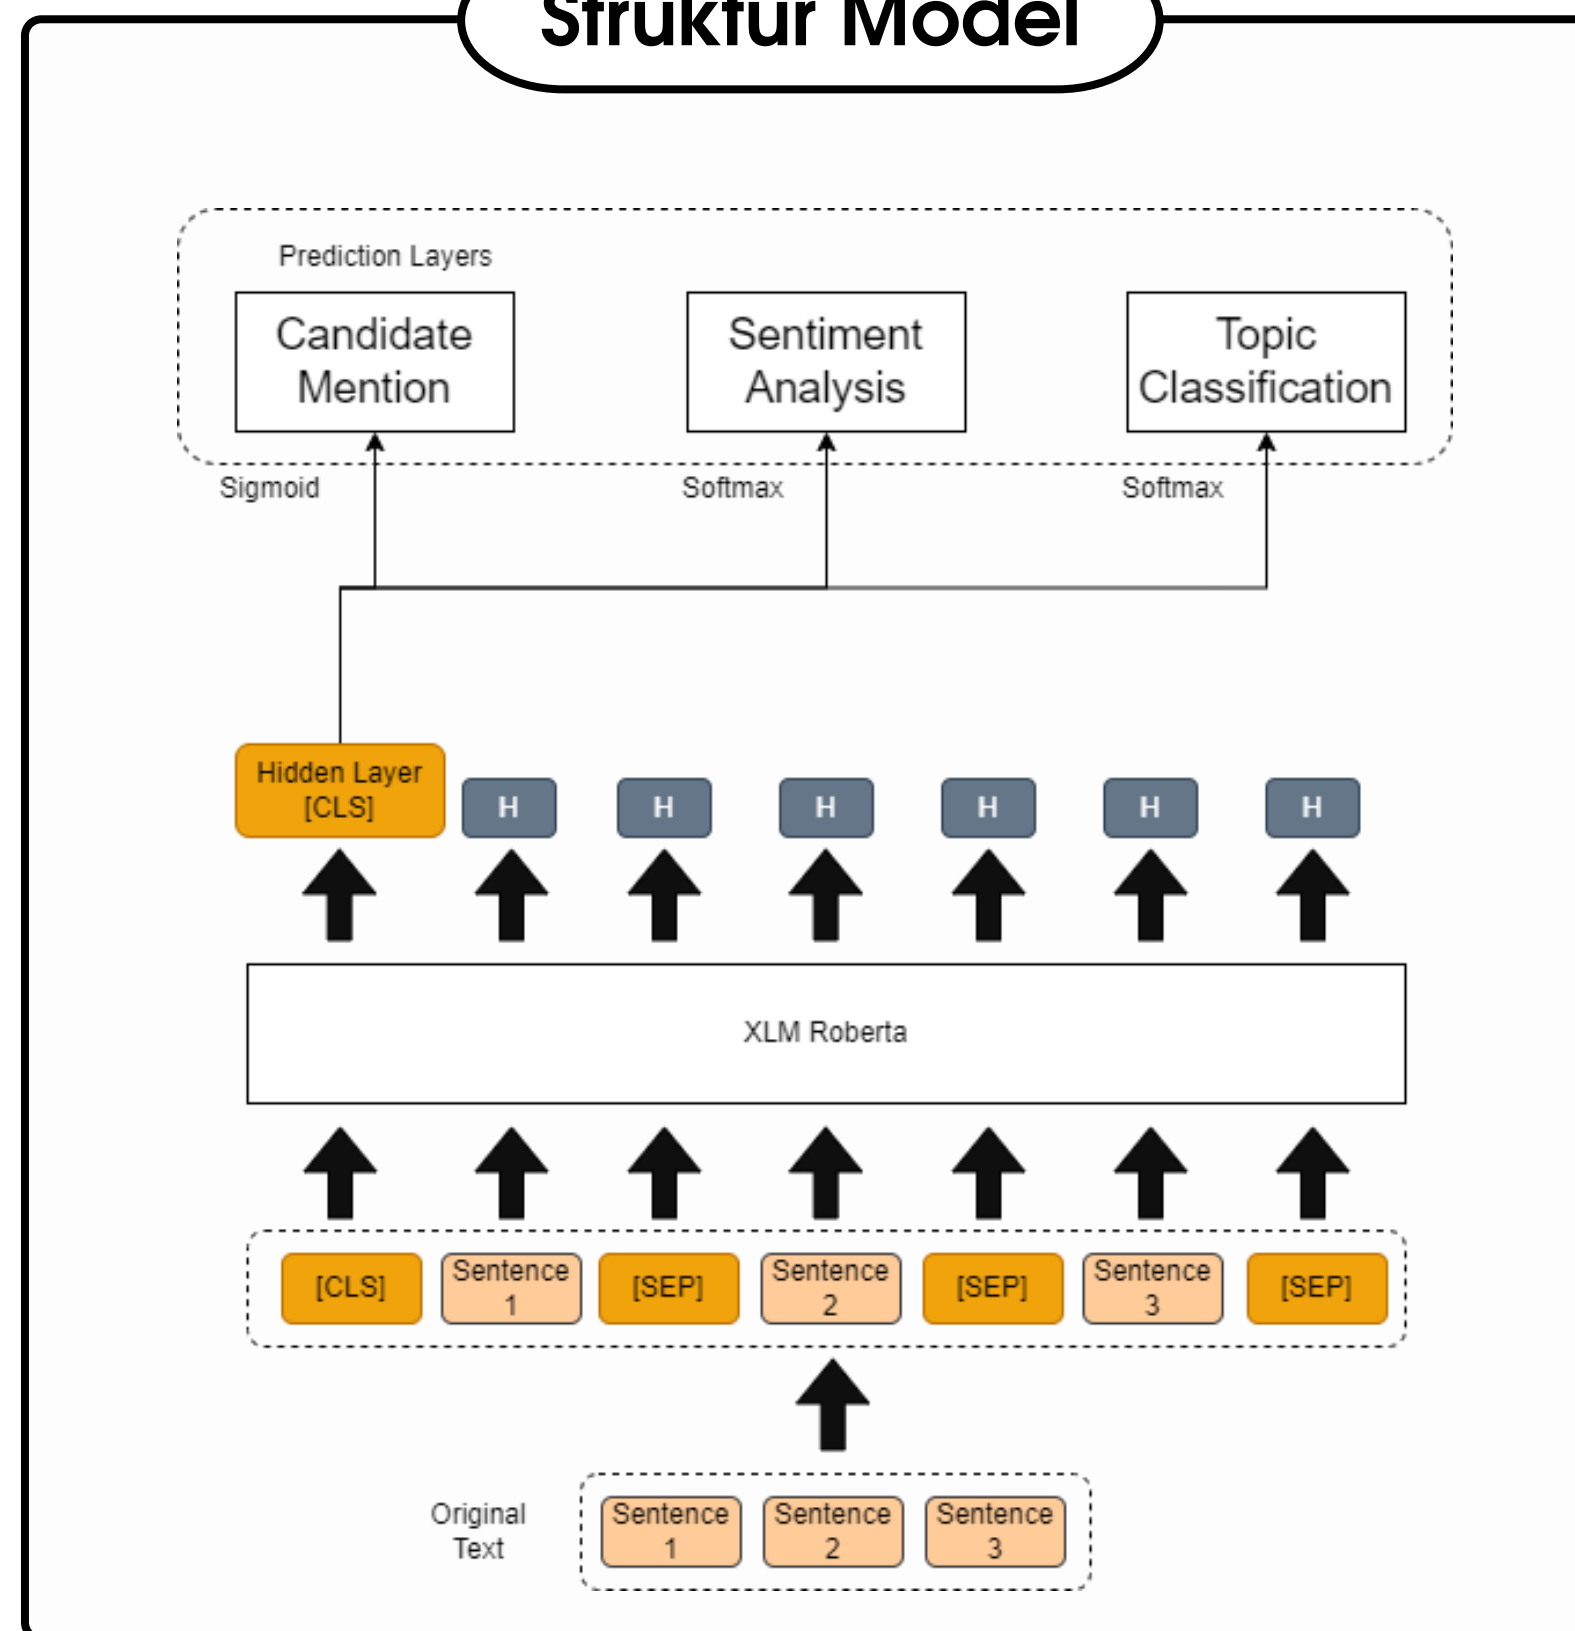 Struktur Model
Prediction Layers
Candidate
Mention
Sentiment
Analysis
Topic
Classification
Sigmoid
Softmax
Softmax
Hidden Layer
[CLS]
H
H
H
H
H
H
XLM Roberta
[CLS]
Sentence
1
[SEP]
Sentence
2
[SEP]
Sentence
3
[SEP]
Original
Text
Sentence
1
Sentence
2
Sentence
3